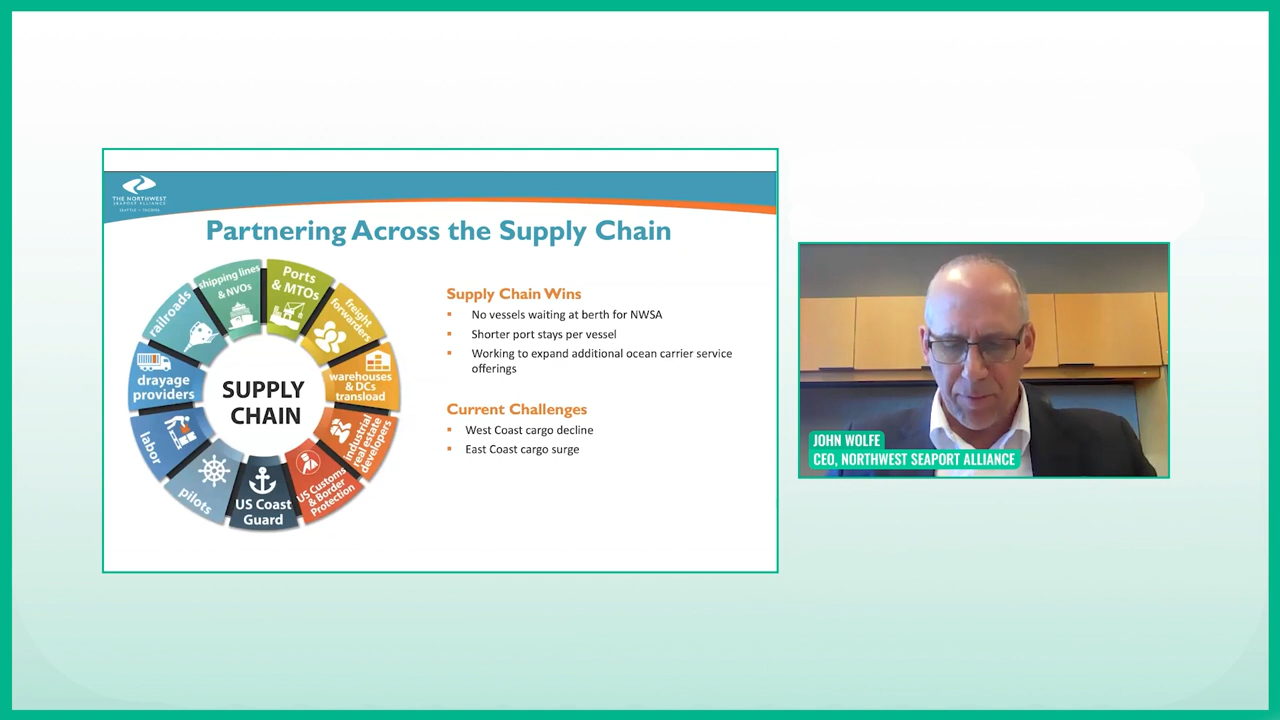 THE NORTHWEST
SEAPORT ALLIANCE
SEATTLE + TACOMA
Partnering Across the Supply Chain
Ports
& MTOs
freight
forwarders
warehouses
& DCs
transload
industrial
real estate
developers
US Customs
& Border
Protection
US Coast
Guard
pilots
labor
drayage
providers
railroads
shipping lines
& NVOs
SUPPLY
CHAIN
Supply Chain Wins
No vessels waiting at berth for NWSA
Shorter port stays per vessel
Working to expand additional ocean carrier service
offerings
Current Challenges
West Coast cargo decline
East Coast cargo surge
JOHN WOLFE
CEO, NORTHWEST SEAPORT ALLIANCE